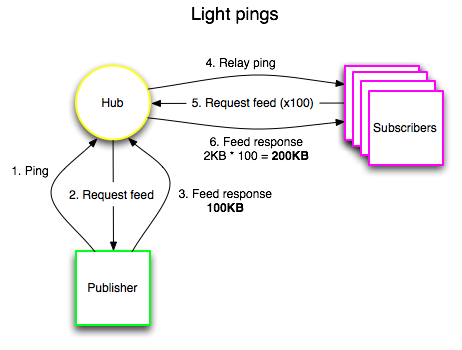 Light pings
4. Relay ping
Hub
5. Request feed (x100)
Subscribers
6. Feed response
2KB * 100 = 200KB
1. Ping
2. Request feed
3. Feed response
100KB
Publisher